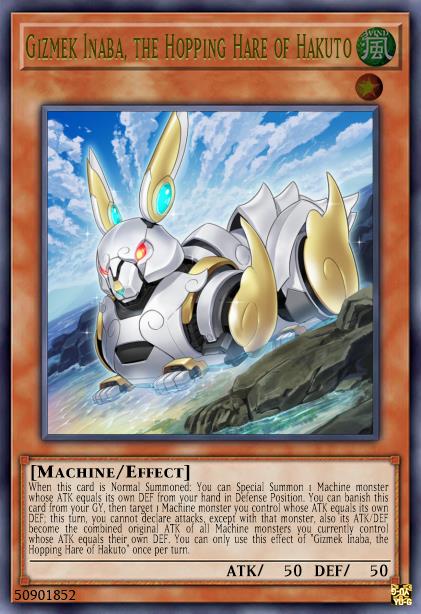 Gizmek Inaba, the Hopping Hare of Hakuto
WIND
風
[Machine/Effect]
When this card is Normal Summoned: You can Special Summon 1 Machine monster
whose ATK equals its own DEF from your hand in Defense Position. You can banish this
card from your GY, then target 1 Machine monster you control whose ATK equals its own
DEF; this turn, you cannot declare attacks, except with that monster, also its ATK/DEF
become the combined original ATK of all Machine monsters you currently control
whose ATK equals their own DEF. You can only use this effect of "Gizmek Inaba, the
Hopping Hare of Hakuto" once per turn.
ATK/ 50 DEF/ 50
50901852